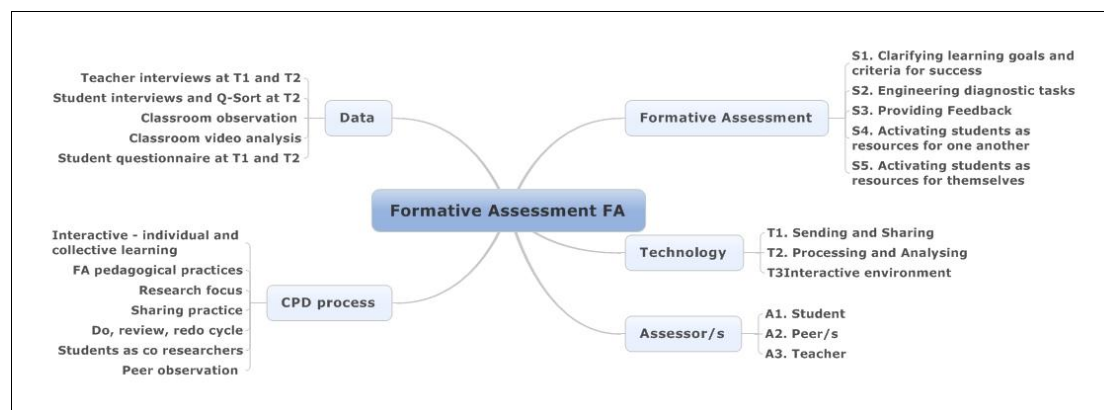 Formative Assessment FA
Data
Teacher interviews at T1 and T2
Student interviews and Q-Sort at T2
Classroom observation
Classroom video analysis
Student questionnaire at T1 and T2
CPD process
Interactive - individual and
collective learning
FA pedagogical practices
Research focus
Sharing practice
Do, review, redo cycle
Students as co researchers
Peer observation
Formative Assessment
S1. Clarifying learning goals and
criteria for success
S2. Engineering diagnostic tasks
S3. Providing Feedback
S4. Activating students as
resources for one another
S5. Activating students as
resources for themselves
Technology
T1. Sending and Sharing
T2. Processing and Analysing
T3Interactive environment
Assessor/s
A1. Student
A2. Peer/s
A3. Teacher